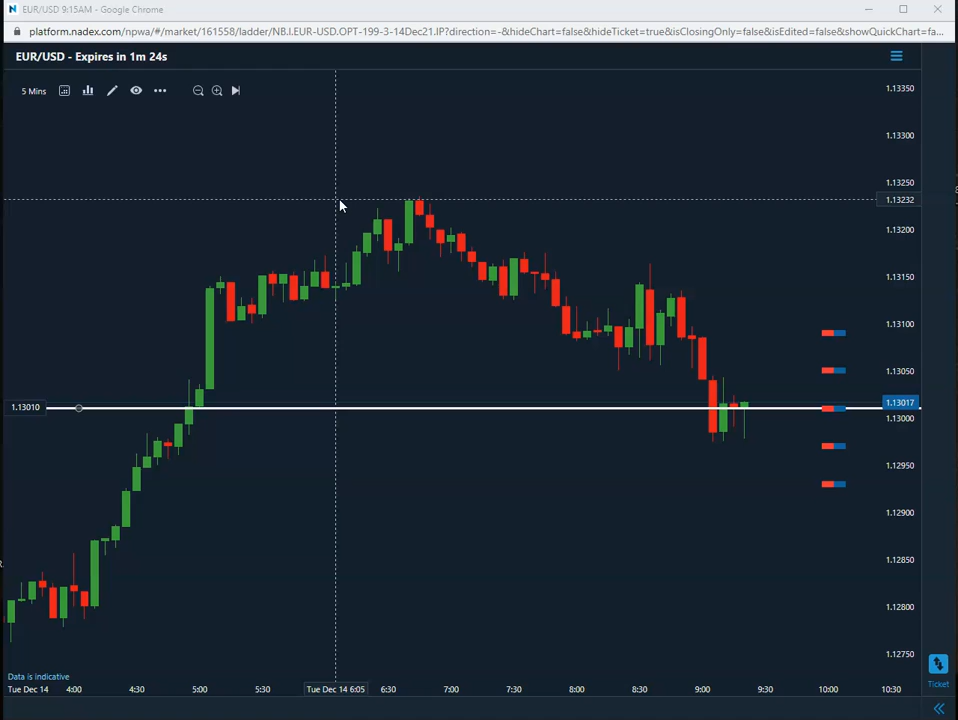 EUR/USD 9:15AM - Google Chrome
platform.nadex.com/npwa/#/market/161558/ladder/NB.I.EUR-USD.OPT-199-3-14Dec21.IP?direction=-&hideChart=false&hideTicket=true&isClosingOnly=false&isEdited=false&showQuickChart=fa...
EUR/USD - Expires in 1m 24s
5 Mins
1.13350
1.13300
1.13250
1.13232
1.13200
1.13150
1.13100
1.13050
1.13017
1.13010
1.13000
1.12950
1.12900
1.12850
1.12800
1.12750
Ticket
Data is indicative
Tue Dec 14 4:00 4:30 5:00 5:30 Tue Dec 14 6:05 6:30 7:00 7:30 8:00 8:30 9:00 9:30 10:00 10:30